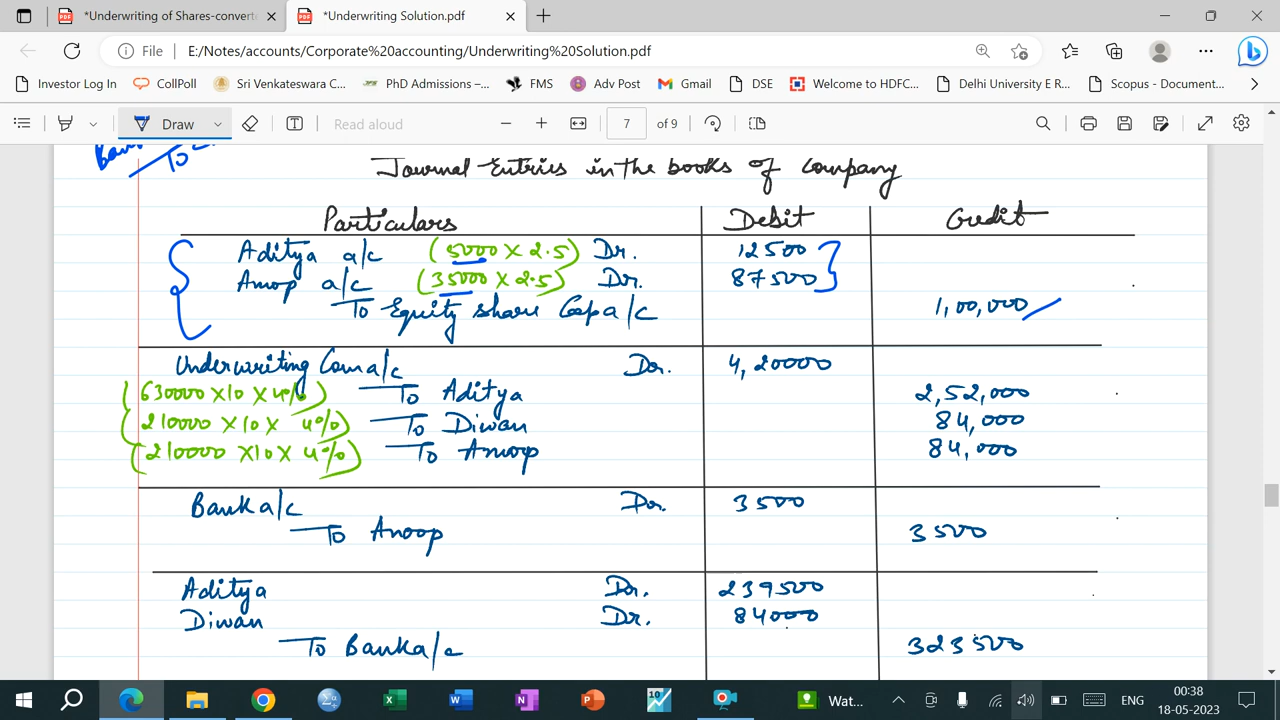 *Underwriting of Shares-convert
*Underwriting Solution.pdf
File E:/Notes/accounts/Corporate%20accounting/Underwriting%20Solution.pdf
Investor Log In CollPoll Sri Venkateswara C... PhD Admissions –... FMS Adv Post Gmail DSE Welcome to HDFC... Delhi University E R... Scopus - Document...
Draw Read aloud 7 of 9
To
Journal Entries in the books of Company
Particulars Debit Credit
Aditya a/c (5000 X 2.5) Dr. 12500
Anop a/c (35000 X 2.5) Dr. 87500
To Equity share Cap a/c 1,00,000
Underwriting Com a/c Dr. 4,20000
(630000 X 10 X 4%) To Aditya 2,52,000
(210000 X 10 X 4%) To Diwan 84,000
(210000 X 10 X 4%) To Anoop 84,000
Bank a/c Dr. 3500
To Anoop 3500
Aditya Dr. 239500
Diwan Dr. 84000
To Bank a/c 323500
Wat... ENG 00:38
18-05-2023